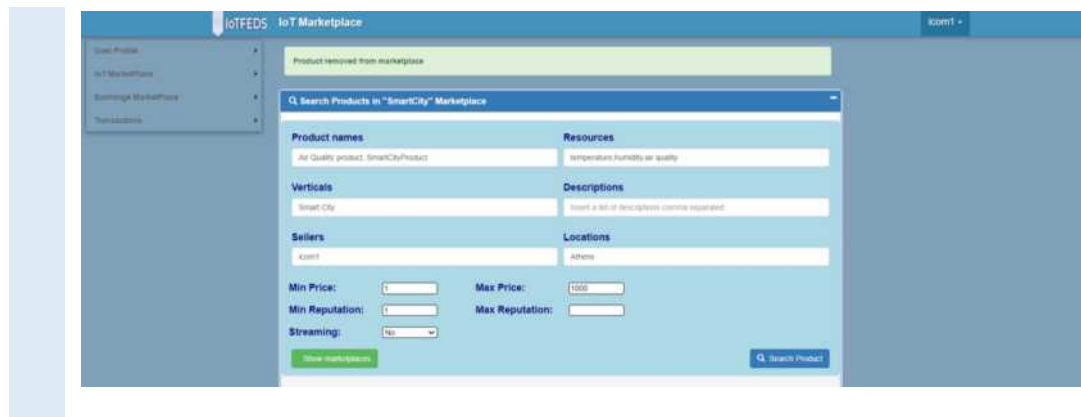 IoTFEDS IoT Marketplace
icom1
User Profile
IoT MarketPlace
Exchange MarketPlace
Transactions
Product removed from marketplace
Search Products in "SmartCity" Marketplace
Product names
Resources
Air Quality product, SmartCityProduct
temperature,humidity,air quality
Verticals
Descriptions
Smart City
Insert a list of descriptions comma separated
Sellers
Locations
icom1
Athens
Min Price: 1
Max Price: 1000
Min Reputation: 1
Max Reputation:
Streaming: No
Show marketplaces
Search Product